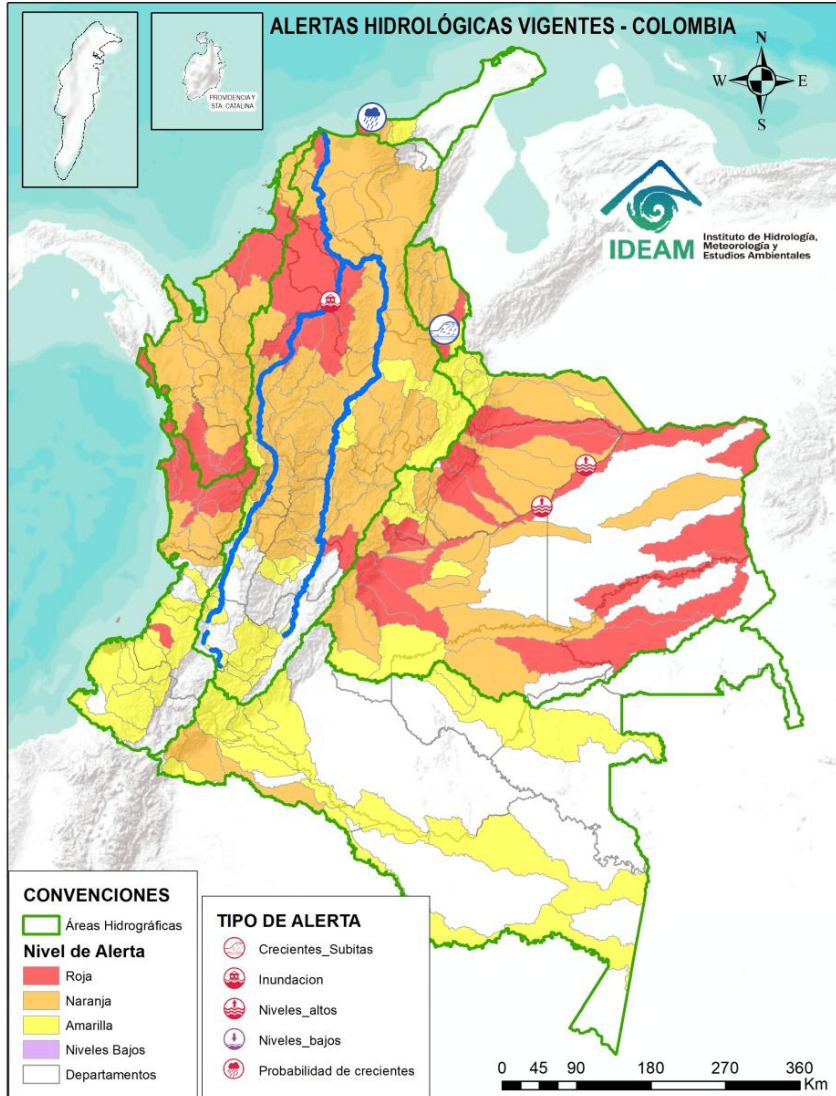 ALERTAS HIDROLÓGICAS VIGENTES - COLOMBIA
PROVIDENCIA Y
STA. CATALINA
N
W
E
S
IDEAM
Instituto de Hidrología,
Meteorología y
Estudios Ambientales
CONVENCIONES
Áreas Hidrográficas
Nivel de Alerta
Roja
Naranja
Amarilla
Niveles Bajos
Departamentos
TIPO DE ALERTA
Crecientes_Subitas
Inundacion
Niveles_altos
Niveles_bajos
Probabilidad de crecientes
0 45 90 180 270 360
Km